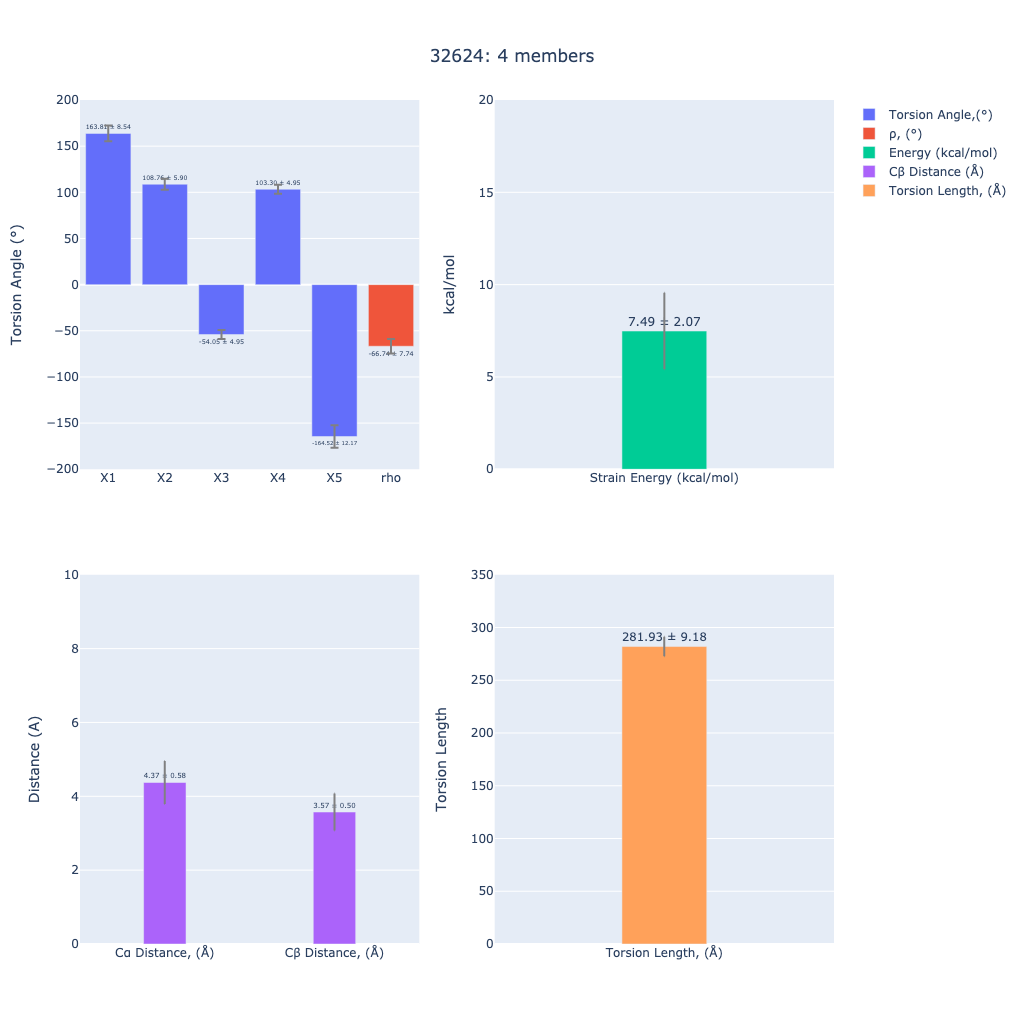 32624: 4 members
Torsion Angle (°)
200
150
100
50
0
−50
−100
−150
−200
± 8.54
± 5.90
-54.05 ± 4.95
103.30 ± 4.95
-164.52 ± 12.17
-66.74 ± 7.74
X1 X2 X3 X4 X5 rho
kcal/mol
20
15
10
5
0
7.49 ± 2.07
Strain Energy (kcal/mol)
Torsion Angle,(°)
ρ, (°)
Energy (kcal/mol)
Cβ Distance (Å)
Torsion Length, (Å)
Distance (A)
10
8
6
4
2
0
4.37 ± 0.58
3.57 ± 0.50
Cα Distance, (Å) Cβ Distance, (Å)
Torsion Length
350
300
250
200
150
100
50
0
281.93 ± 9.18
Torsion Length, (Å)